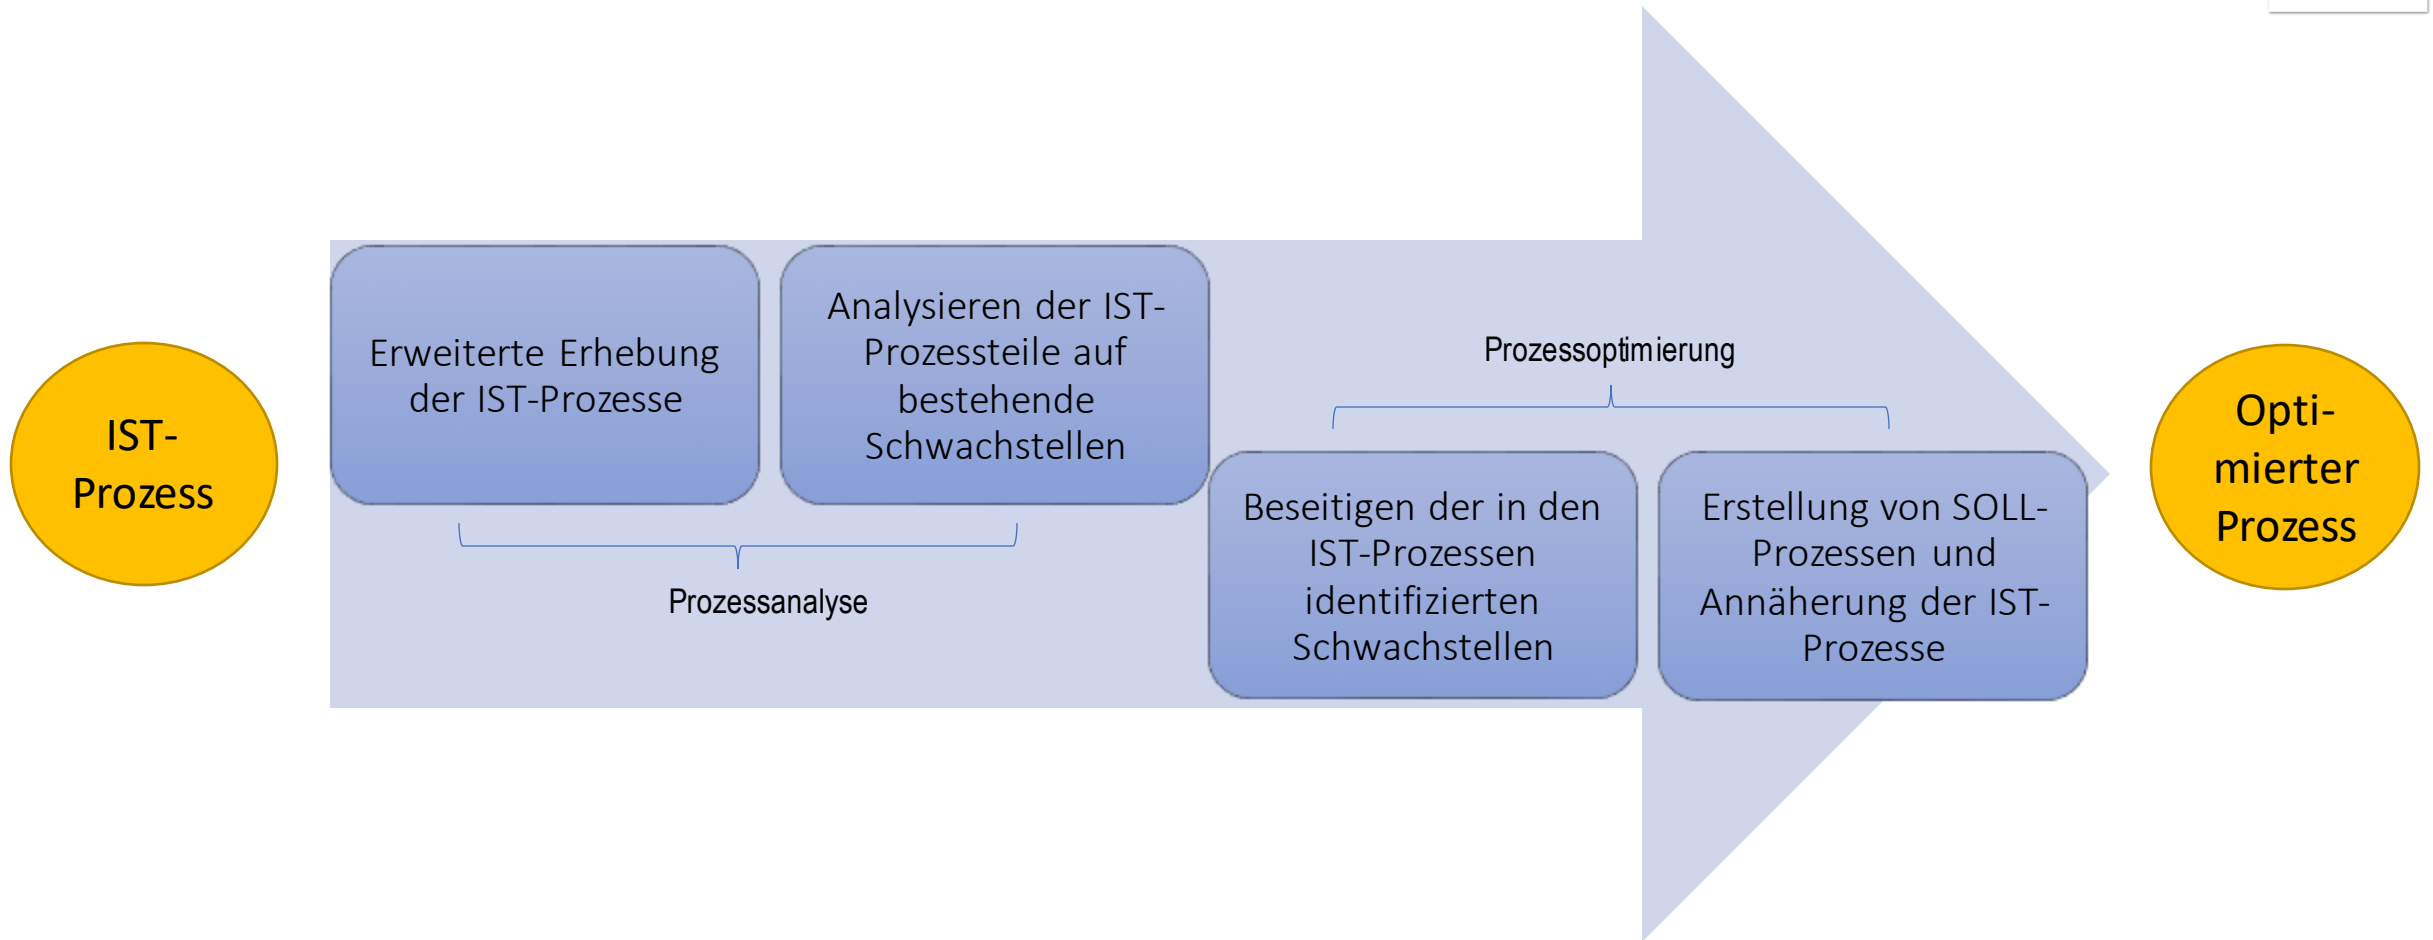 IST-
Prozess
Erweiterte Erhebung
der IST-Prozesse
Analysieren der IST-
Prozessteile auf
bestehende
Schwachstellen
Prozessanalyse
Prozessoptimierung
Beseitigen der in den
IST-Prozessen
identifizierten
Schwachstellen
Erstellung von SOLL-
Prozessen und
Annäherung der IST-
Prozesse
Opti-
mierter
Prozess